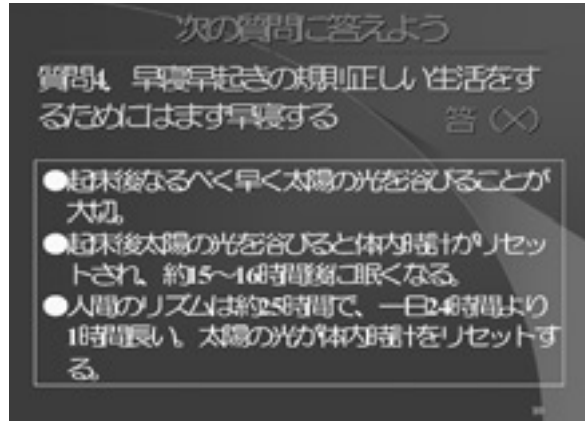 次の質問に答えよう
質問4、早寝早起きの規則正しい生活をす
るためにはまず早寝する 答(×)
●起床後なるべく早く太陽の光を浴びることが
大切。
●起床後太陽の光を浴びると体内時計がリセッ
トされ、約15〜16時間後に眠くなる。
●人間のリズムは約25時間で、一日24時間より
1時間長い。太陽の光が体内時計をリセットす
る。